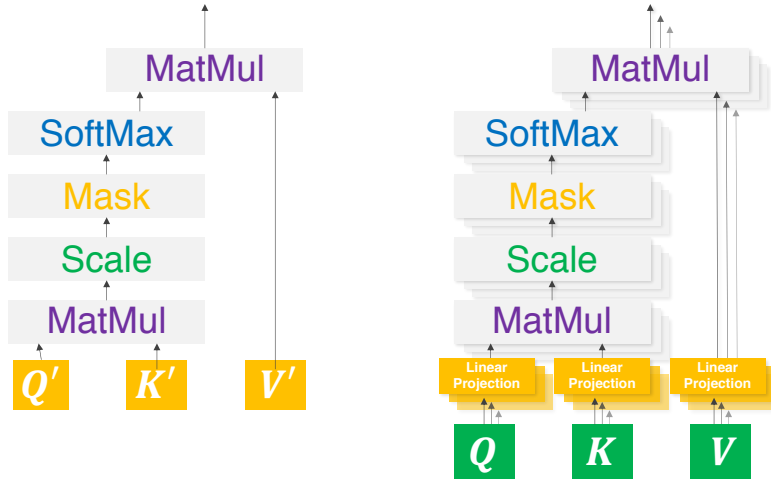 MatMul
SoftMax
Mask
Scale
MatMul
Q′ K′ V′
MatMul
SoftMax
Mask
Scale
MatMul
Linear
Projection
Linear
Projection
Linear
Projection
Q K V